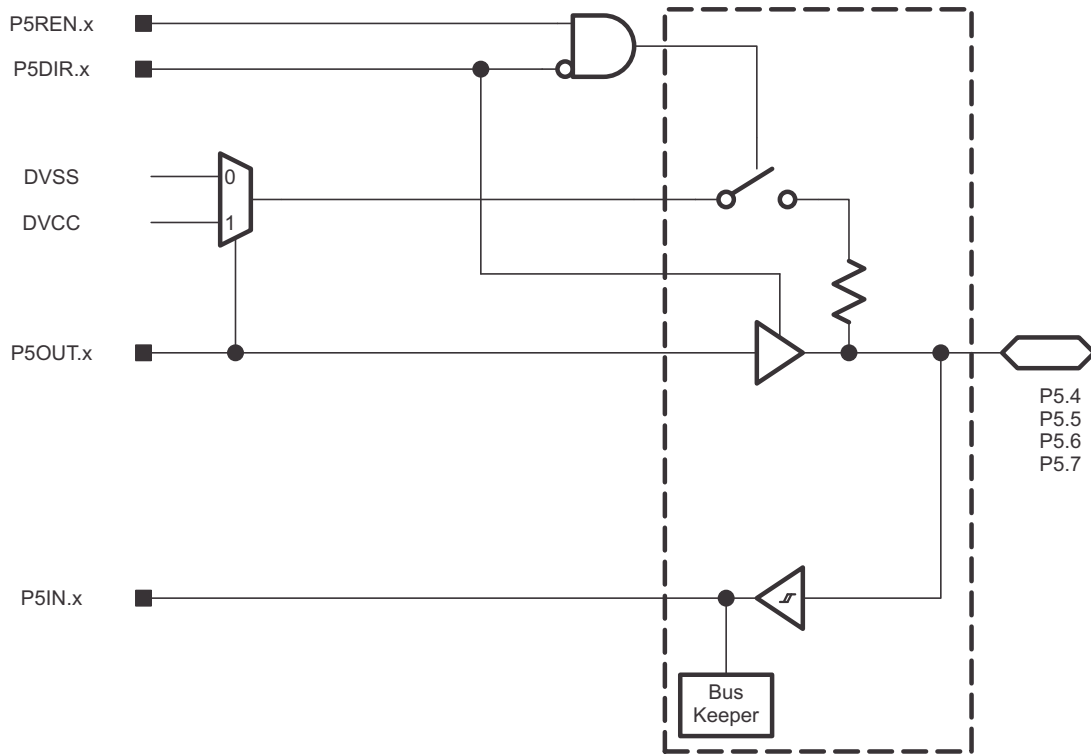 P5REN.x
P5DIR.x
DVSS
0
DVCC
1
P5OUT.x
P5.4
P5.5
P5.6
P5.7
P5IN.x
Bus
Keeper